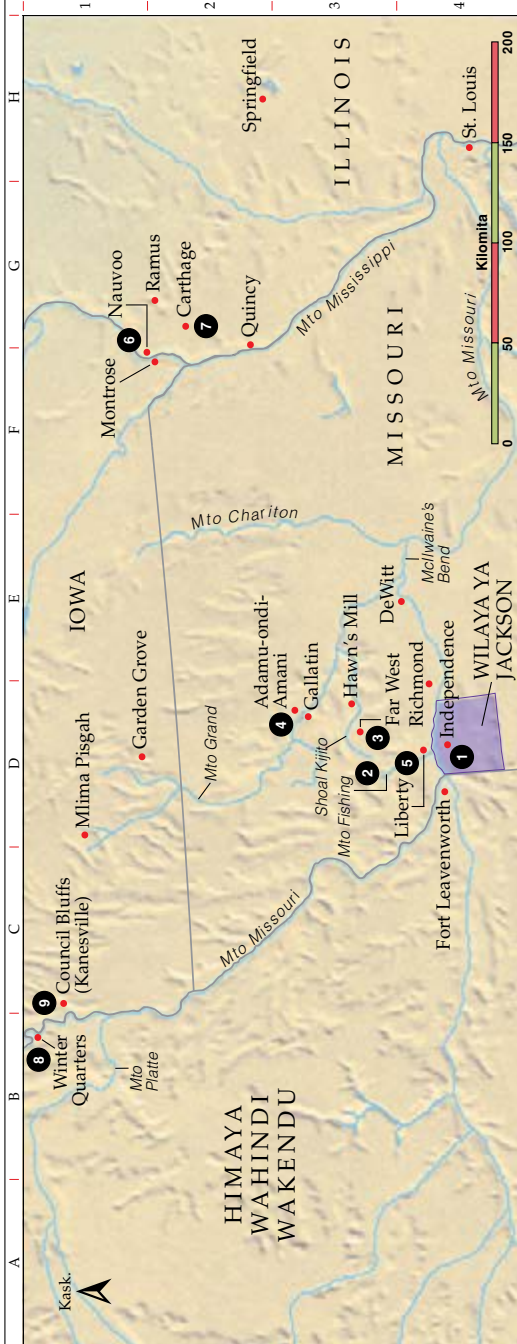 A
B
C
D
E
F
G
H
1
2
3
4
Kask.
HIMAYA
WAHINDI
WAKENDU
8
Winter
Quarters
9
Council Bluffs
(Kanesville)
Mto
Platte
Mlima Pisgah
Garden Grove
IOWA
Mto Grand
Mto Missouri
4
Adamu-ondi-
Amani
Gallatin
Hawn's Mill
Shoal Kijito
3
Far West
2
Mto Fishing
5
Liberty
Richmond
DeWitt
McIlwaine's
Bend
Fort Leavenworth
Independence
1
WILAYA YA
JACKSON
Mto Chariton
Montrose
6
Nauvoo
Ramus
Carthage
7
Quincy
Mto Mississippi
MISSOURI
Mto Missouri
Springfield
ILLINOIS
St. Louis
Kilomita
0 50 100 150 200